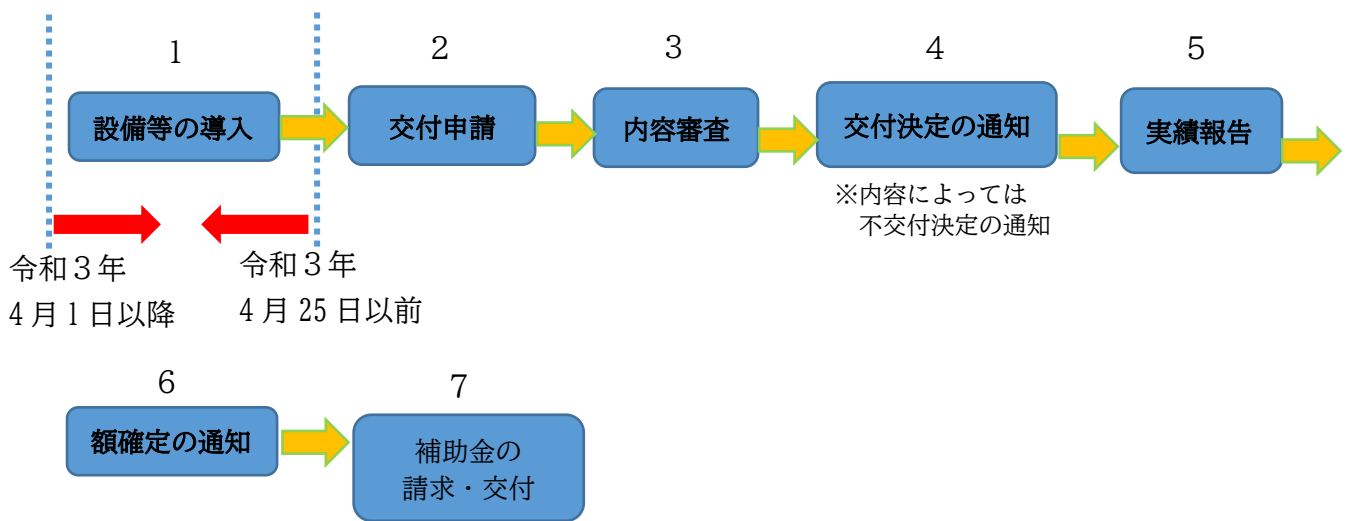 1
2
3
4
5
設備等の導入
交付申請
内容審査
交付決定の通知
実績報告
※内容によっては
不交付決定の通知
令和３年
4月1日以降
令和３年
4月25日以前
6
7
額確定の通知
補助金の
請求・交付